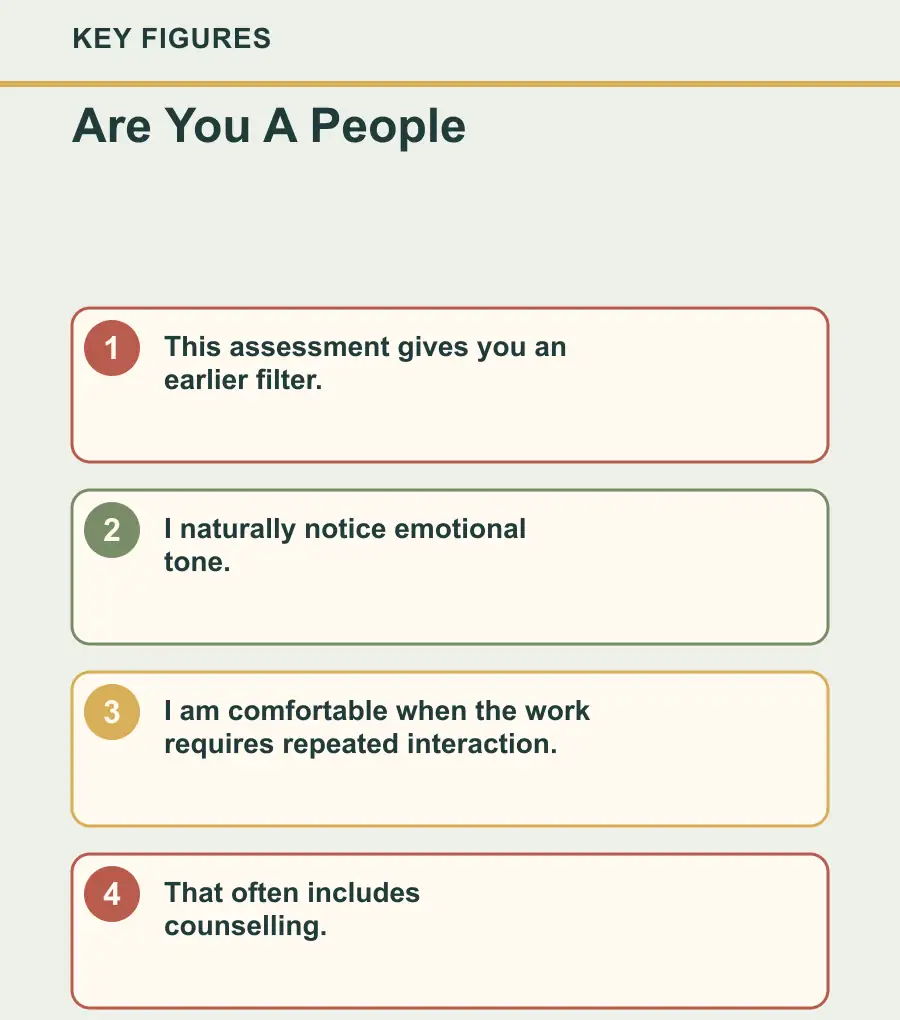 KEY FIGURES
Are You A People
1
This assessment gives you an
earlier filter.
2
I naturally notice emotional
tone.
3
I am comfortable when the work
requires repeated interaction.
4
That often includes
counselling.